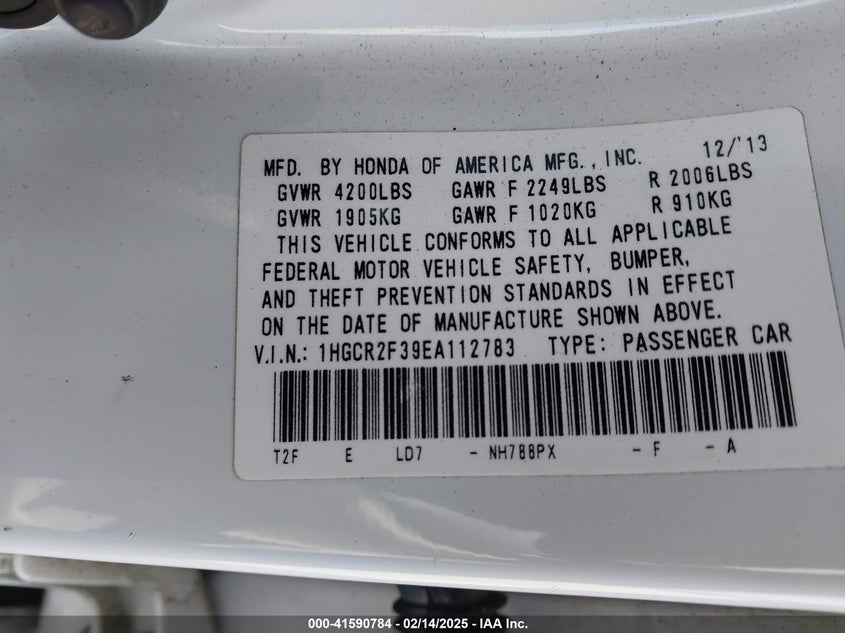 MFD. BY HONDA OF AMERICA MFG., INC. 12/'13
GVWR 4200LBS GAWR F 2249LBS R 2006LBS
GVWR 1905KG GAWR F 1020KG R 910KG
THIS VEHICLE CONFORMS TO ALL APPLICABLE
FEDERAL MOTOR VEHICLE SAFETY, BUMPER,
AND THEFT PREVENTION STANDARDS IN EFFECT
ON THE DATE OF MANUFACTURE SHOWN ABOVE.
V.I.N.: 1HGCR2F39EA112783 TYPE: PASSENGER CAR
T2F E LD7 - NH788PX - F - A
000-41590784 - 02/14/2025 - IAA Inc.